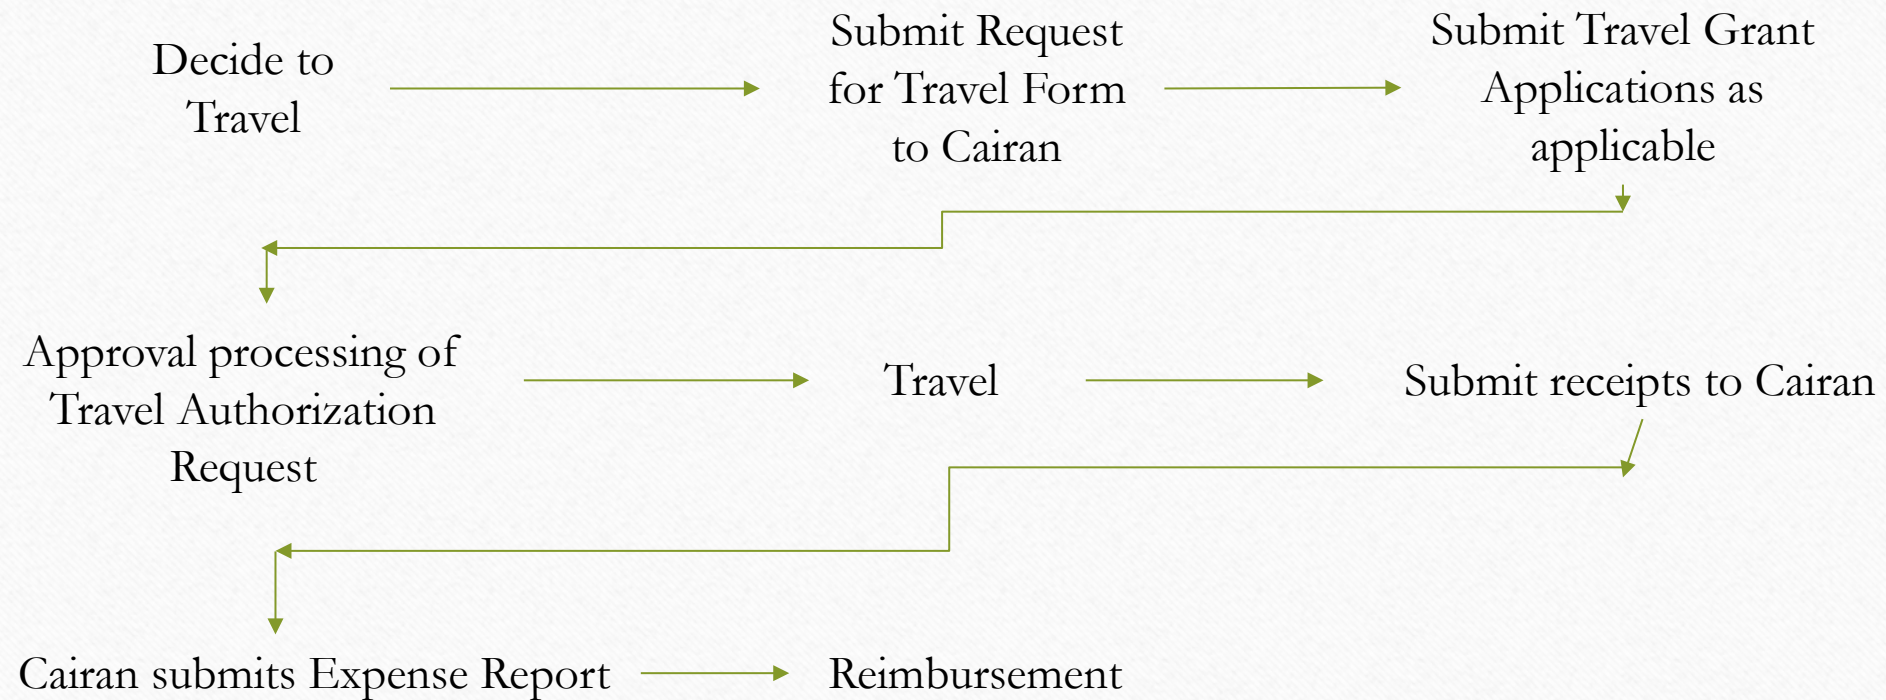 Decide to
Travel
Submit Request
for Travel Form
to Cairan
Submit Travel Grant
Applications as
applicable
Approval processing of
Travel Authorization
Request
Travel
Submit receipts to Cairan
Cairan submits Expense Report
Reimbursement